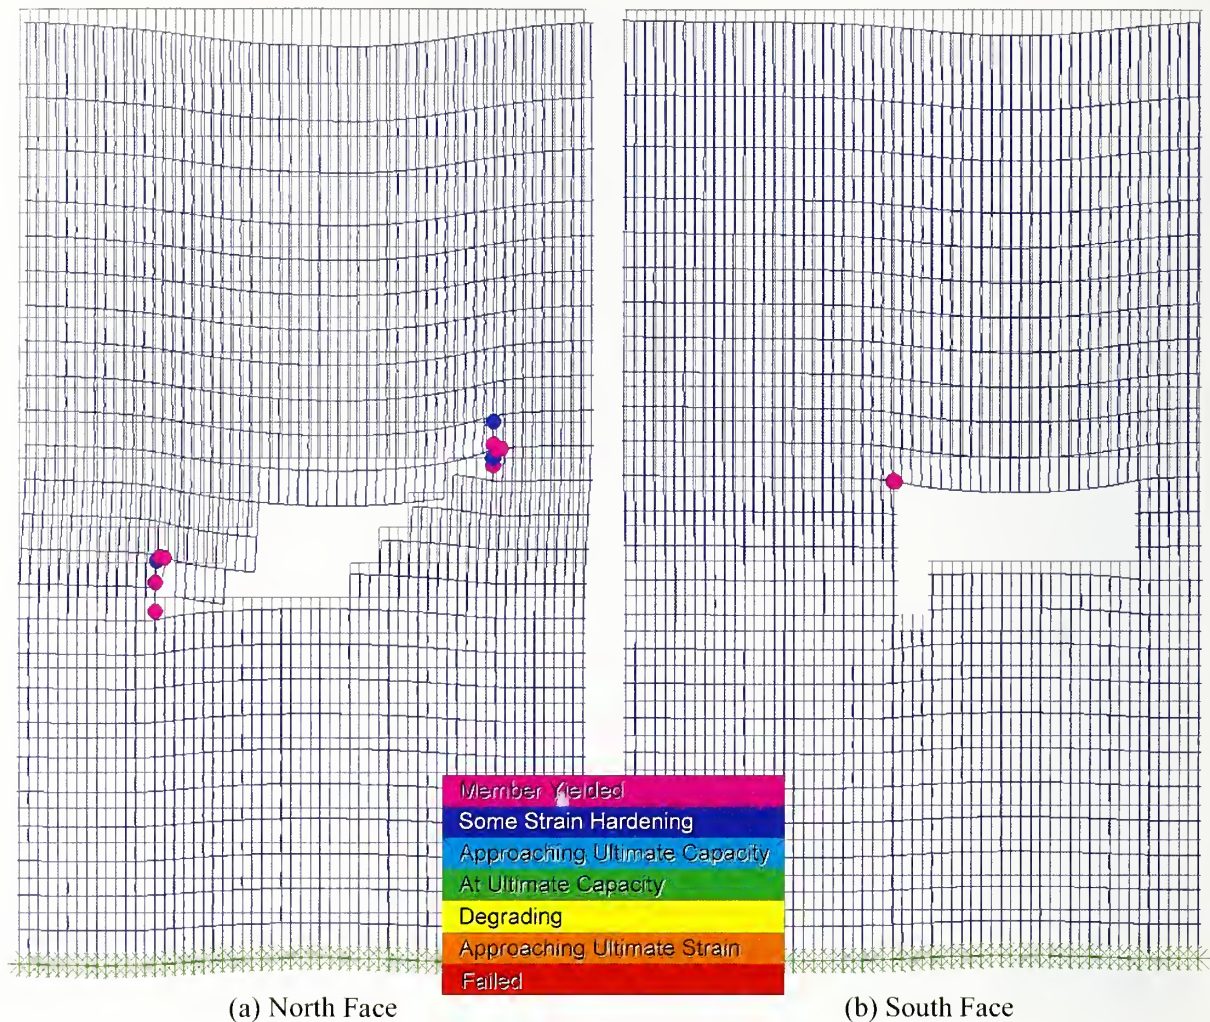 Member Yielded
Some Strain Hardening
Approaching Ultimate Capacity
At Ultimate Capacity
Degrading
Approaching Ultimate Strain
Failed
(a) North Face
(b) South Face